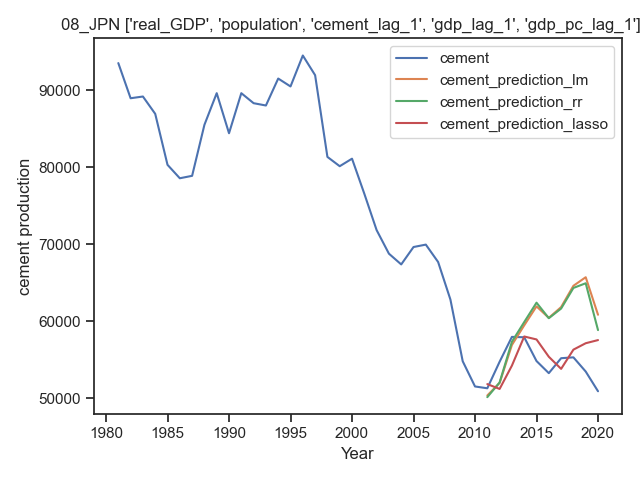 08_JPN ['real_GDP', 'population', 'cement_lag_1', 'gdp_lag_1', 'gdp_pc_lag_1']
cement
cement_prediction_lm
cement_prediction_rr
cement_prediction_lasso
cement production
90000
80000
70000
60000
50000
1980 1985 1990 1995 2000 2005 2010 2015 2020
Year